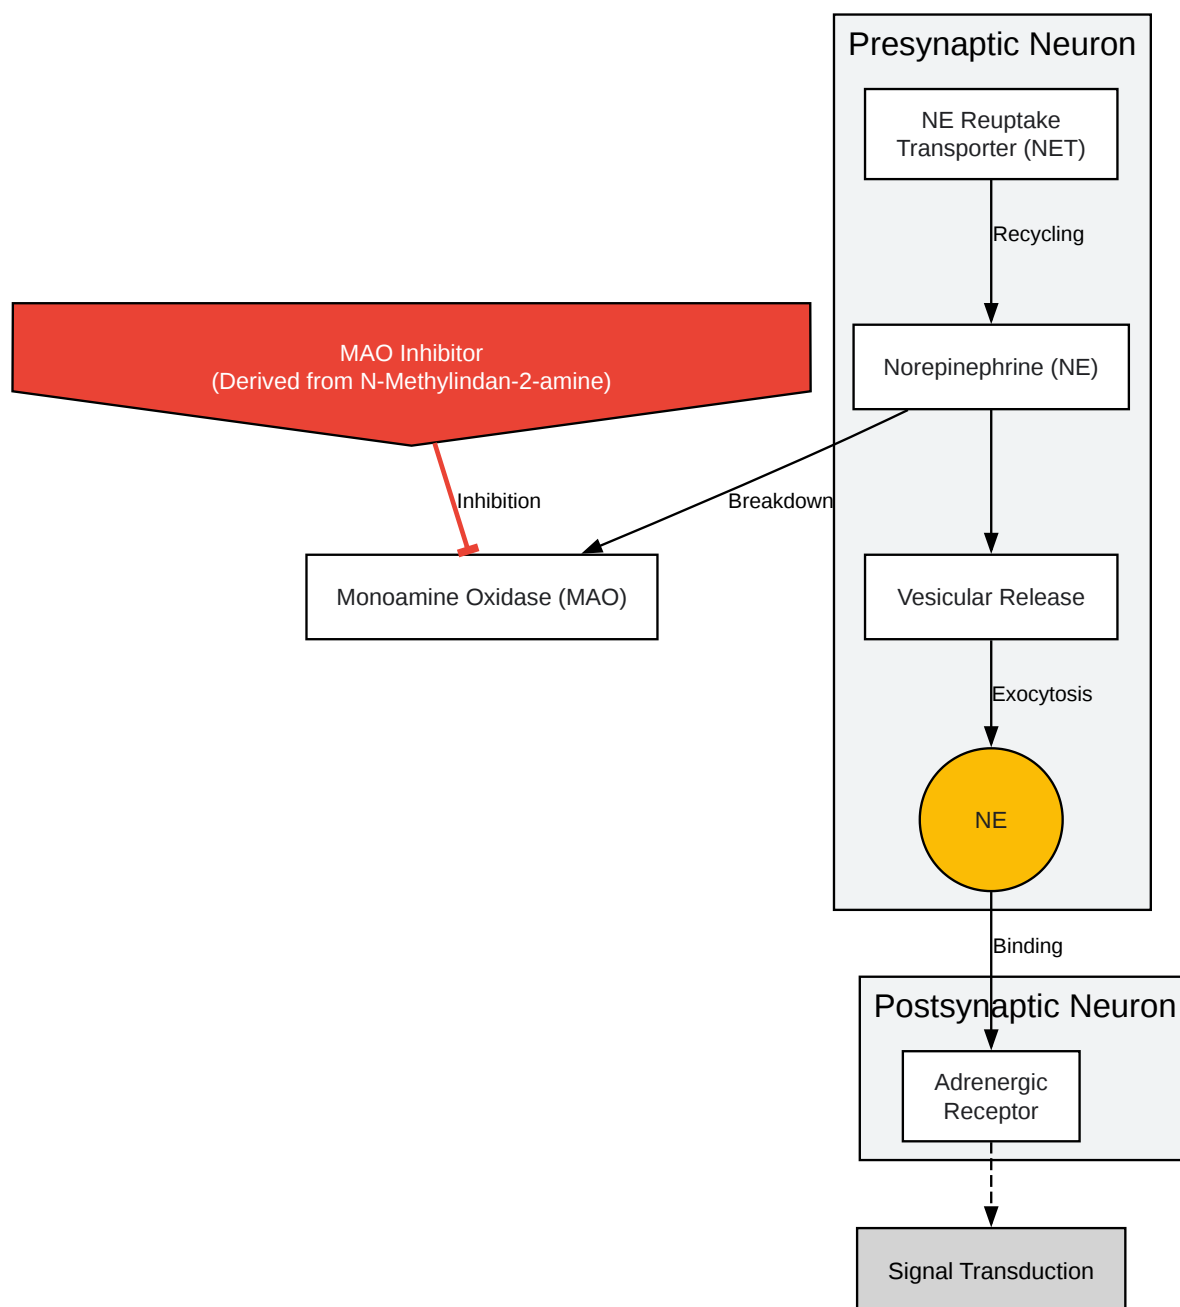 Presynaptic Neuron
NE Reuptake
Transporter (NET)
Recycling
MAO Inhibitor
(Derived from N-Methylindan-2-amine)
Norepinephrine (NE)
Inhibition
Breakdown
Monoamine Oxidase (MAO)
Vesicular Release
Exocytosis
NE
Binding
Postsynaptic Neuron
Adrenergic
Receptor
Signal Transduction